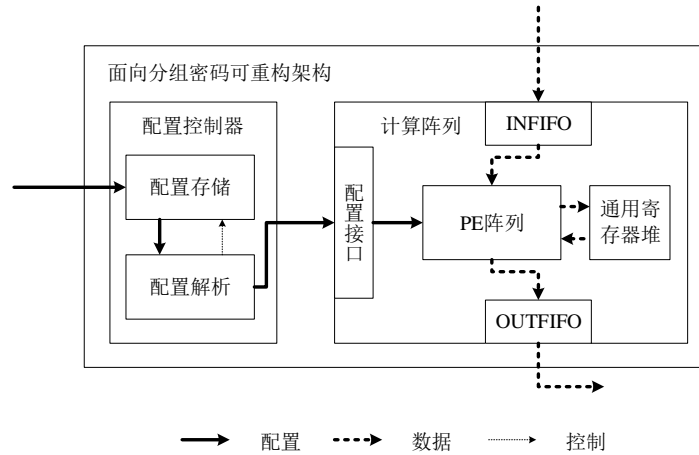 面向分组密码可重构架构
配置控制器
计算阵列
INFIFO
配置存储
配置接口
PE阵列
通用寄
存器堆
配置解析
OUTFIFO
配置
数据
控制